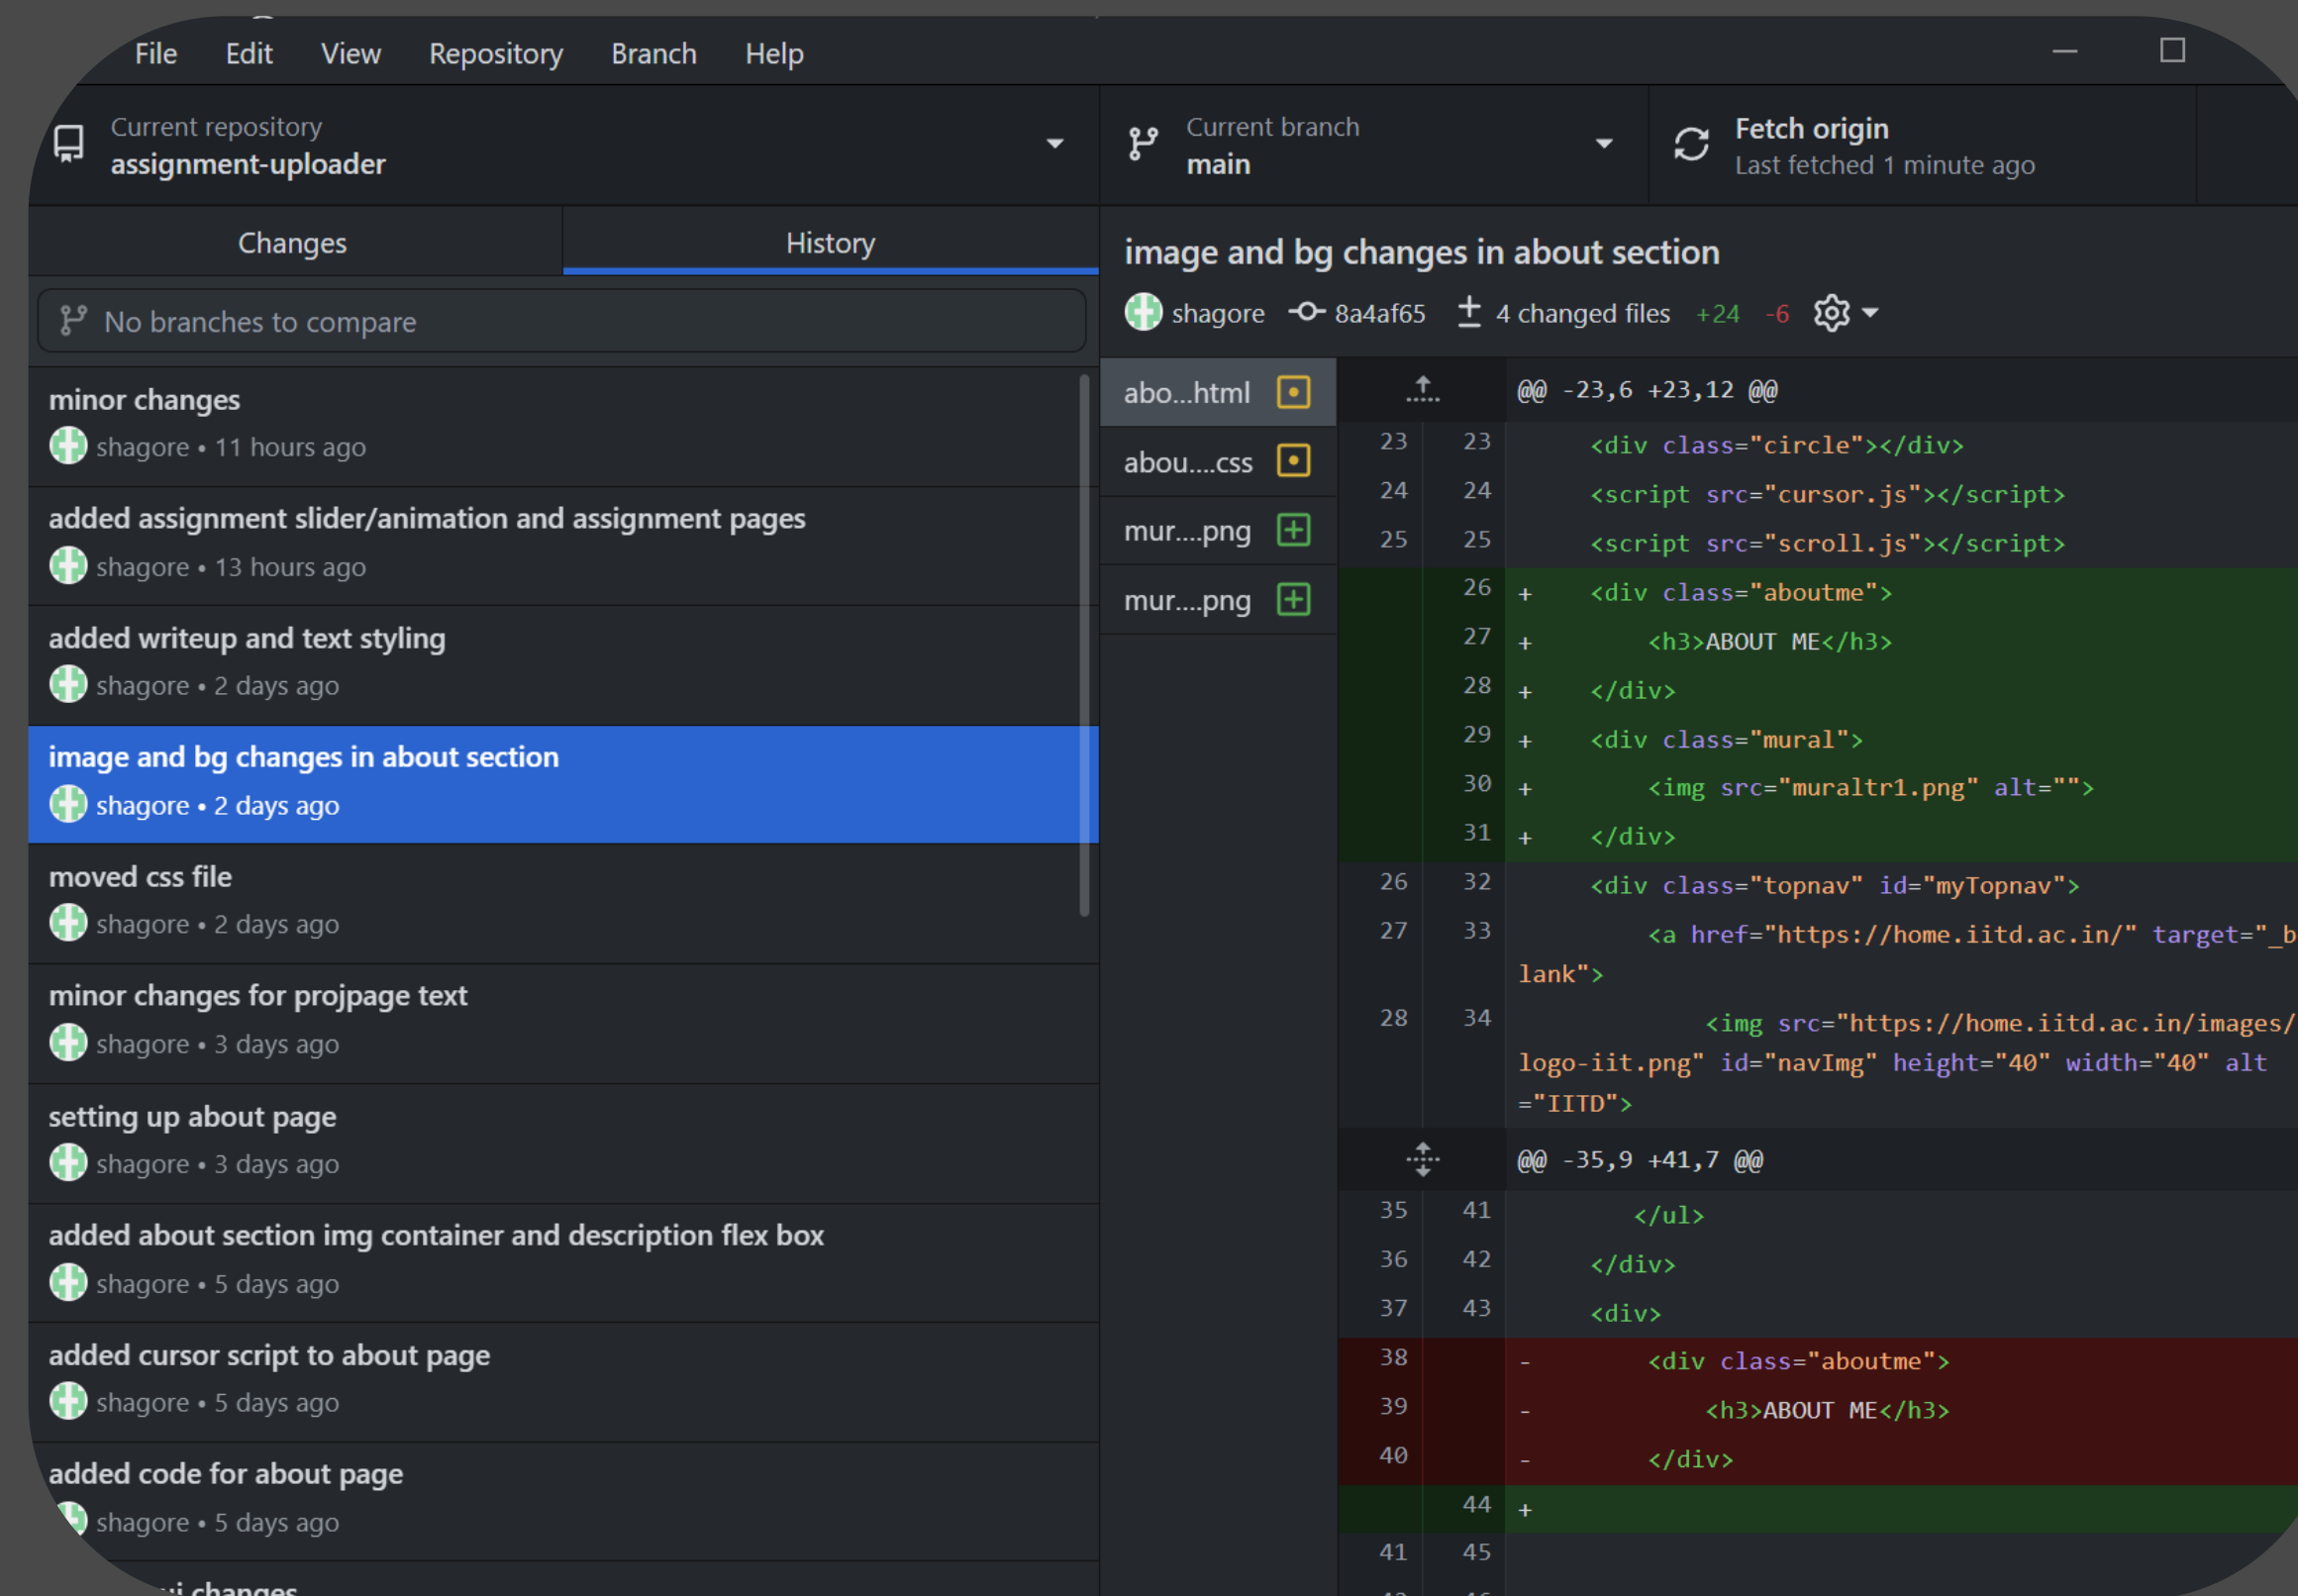 File Edit View Repository Branch Help
Current repository
assignment-uploader
Current branch
main
Fetch origin
Last fetched 1 minute ago
Changes History
No branches to compare
minor changes
shagore • 11 hours ago
added assignment slider/animation and assignment pages
shagore • 13 hours ago
added writeup and text styling
shagore • 2 days ago
image and bg changes in about section
shagore • 2 days ago
moved css file
shagore • 2 days ago
minor changes for projpage text
shagore • 3 days ago
setting up about page
shagore • 3 days ago
added about section img container and description flex box
shagore • 5 days ago
added cursor script to about page
shagore • 5 days ago
added code for about page
shagore • 5 days ago
ui changes
image and bg changes in about section
shagore 8a4af65 4 changed files +24 -6
abo...html
abou....css
mur....png
mur....png
@@ -23,6 +23,12 @@
23 23 <div class="circle"></div>
24 24 <script src="cursor.js"></script>
25 25 <script src="scroll.js"></script>
26 + <div class="aboutme">
27 + <h3>ABOUT ME</h3>
28 + </div>
29 + <div class="mural">
30 + <img src="muraltr1.png" alt="">
31 + </div>
26 32 <div class="topnav" id="myTopnav">
27 33 <a href="https://home.iitd.ac.in/" target="_b
lank">
28 34 <img src="https://home.iitd.ac.in/images/
logo-iit.png" id="navImg" height="40" width="40" alt
="IITD">
@@ -35,9 +41,7 @@
35 41 </ul>
36 42 </div>
37 43 <div>
38 - <div class="aboutme">
39 - <h3>ABOUT ME</h3>
40 - </div>
44 +
41 45